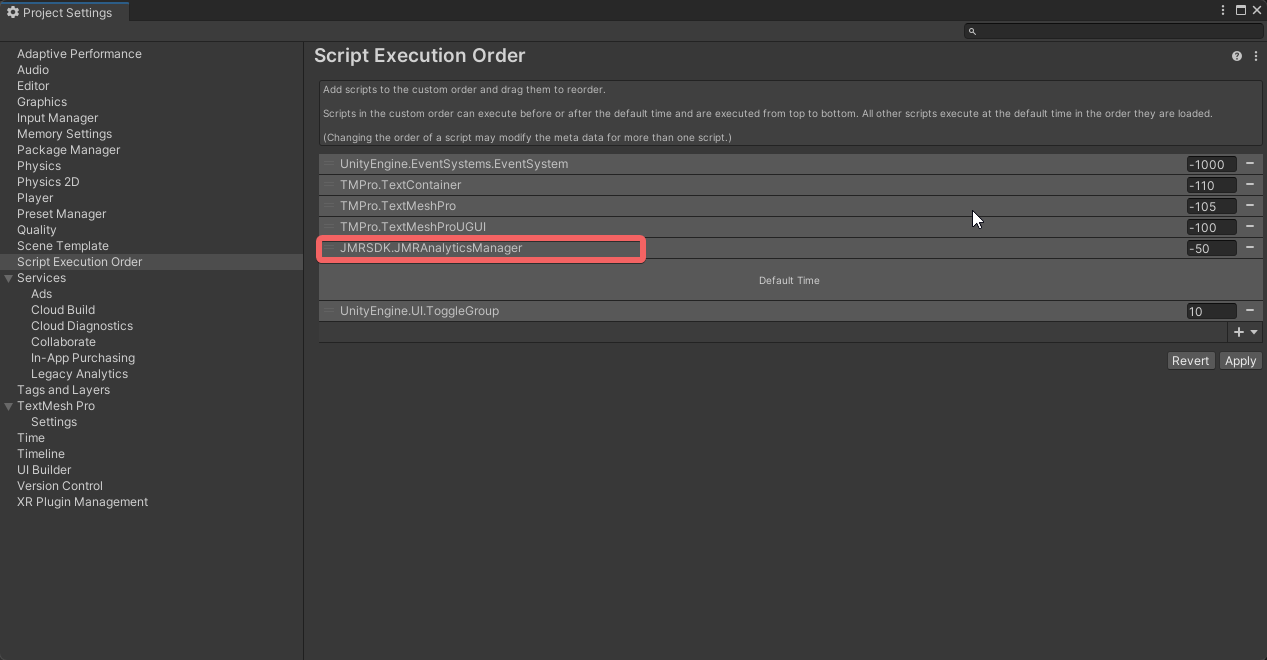 Project Settings
Adaptive Performance
Audio
Editor
Graphics
Input Manager
Memory Settings
Package Manager
Physics
Physics 2D
Player
Preset Manager
Quality
Scene Template
Script Execution Order
Services
Ads
Cloud Build
Cloud Diagnostics
Collaborate
In-App Purchasing
Legacy Analytics
Tags and Layers
TextMesh Pro
Settings
Time
Timeline
UI Builder
Version Control
XR Plugin Management
Script Execution Order
Add scripts to the custom order and drag them to reorder.
Scripts in the custom order can execute before or after the default time and are executed from top to bottom. All other scripts execute at the default time in the order they are loaded.
(Changing the order of a script may modify the meta data for more than one script.)
UnityEngine.EventSystems.EventSystem -1000
TMPro.TextContainer -110
TMPro.TextMeshPro -105
TMPro.TextMeshProUGUI -100
JMRSDK.JMRAnalyticsManager -50
Default Time
UnityEngine.UI.ToggleGroup 10
Revert Apply